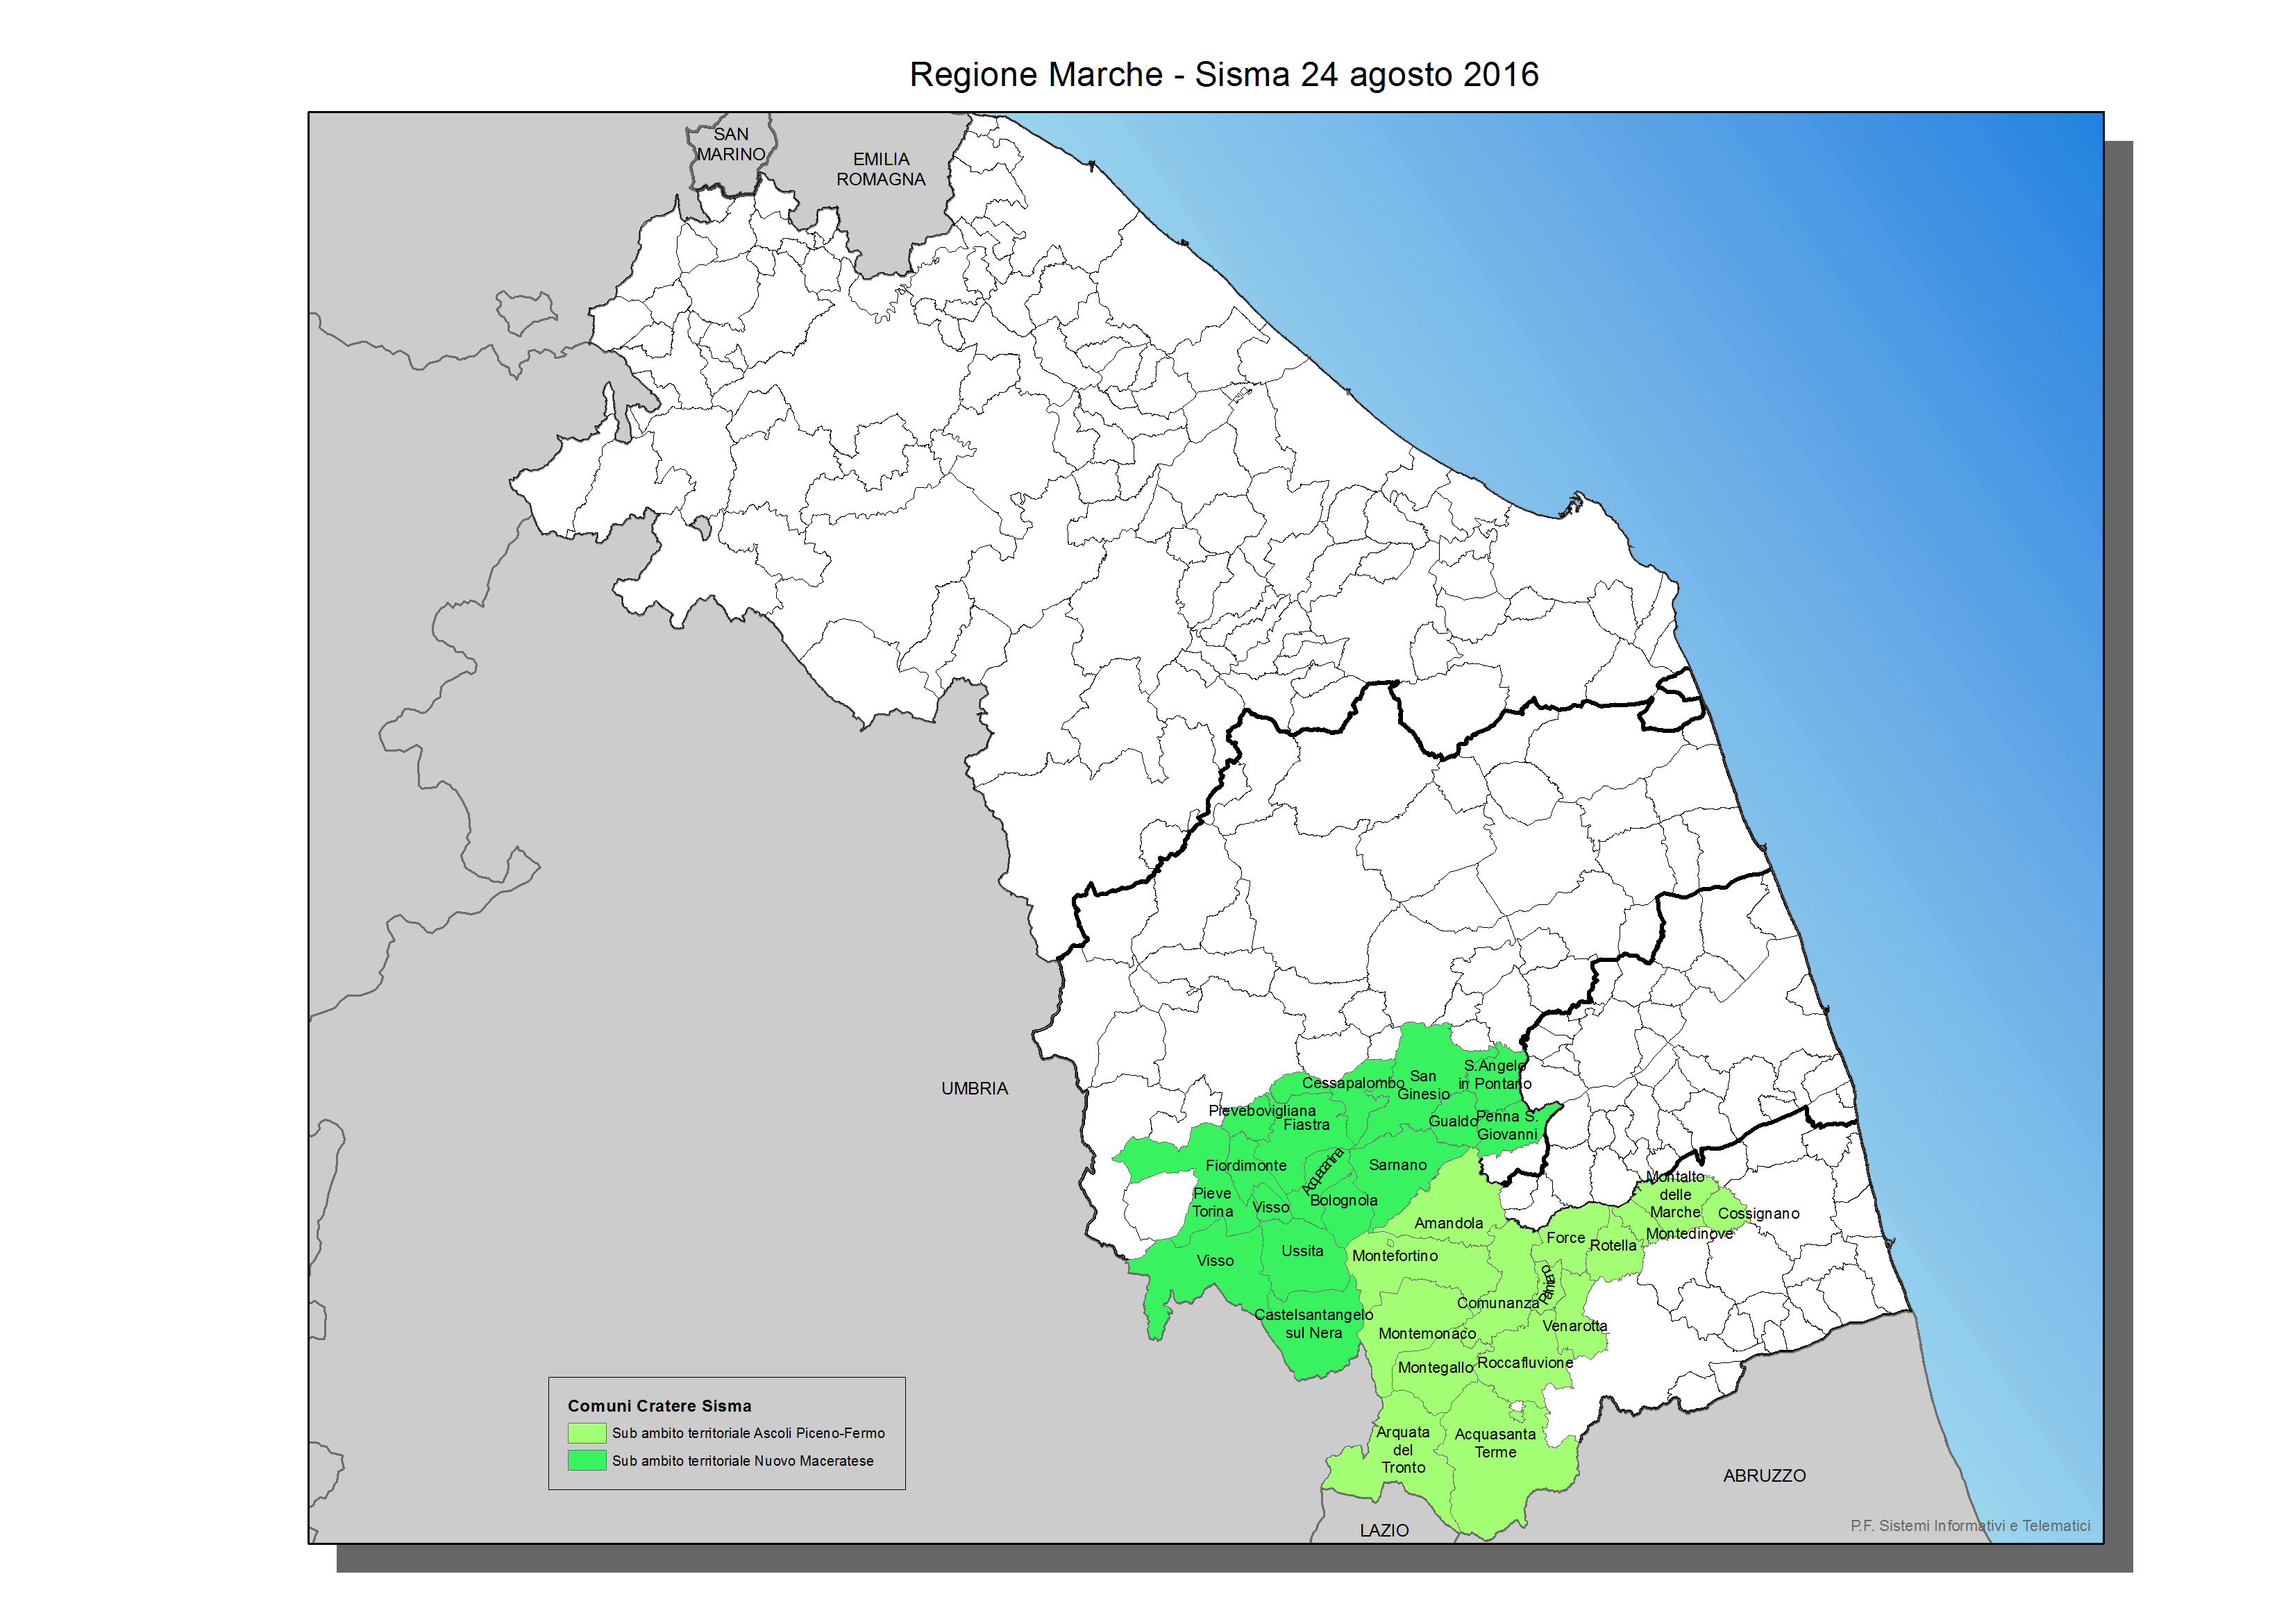 Regione Marche - Sisma 24 agosto 2016
SAN
MARINO
EMILIA
ROMAGNA
UMBRIA
S.Angelo
in Pontano
San
Ginesio
Cessapalombo
Pievebovigliana
Fiastra
Gualdo
Penna S.
Giovanni
Fiordimonte
Acquacanina
Sarnano
Pieve
Torina
Visso
Bolognola
Montalto
delle
Marche
Cossignano
Amandola
Montedinove
Force
Rotella
Visso
Ussita
Montefortino
Palmiano
Comunanza
Castelsantangelo
sul Nera
Montemonaco
Venarotta
Montegallo
Roccafluvione
Arquata
del
Tronto
Acquasanta
Terme
Comuni Cratere Sisma
Sub ambito territoriale Ascoli Piceno-Fermo
Sub ambito territoriale Nuovo Maceratese
ABRUZZO
LAZIO
P.F. Sistemi Informativi e Telematici